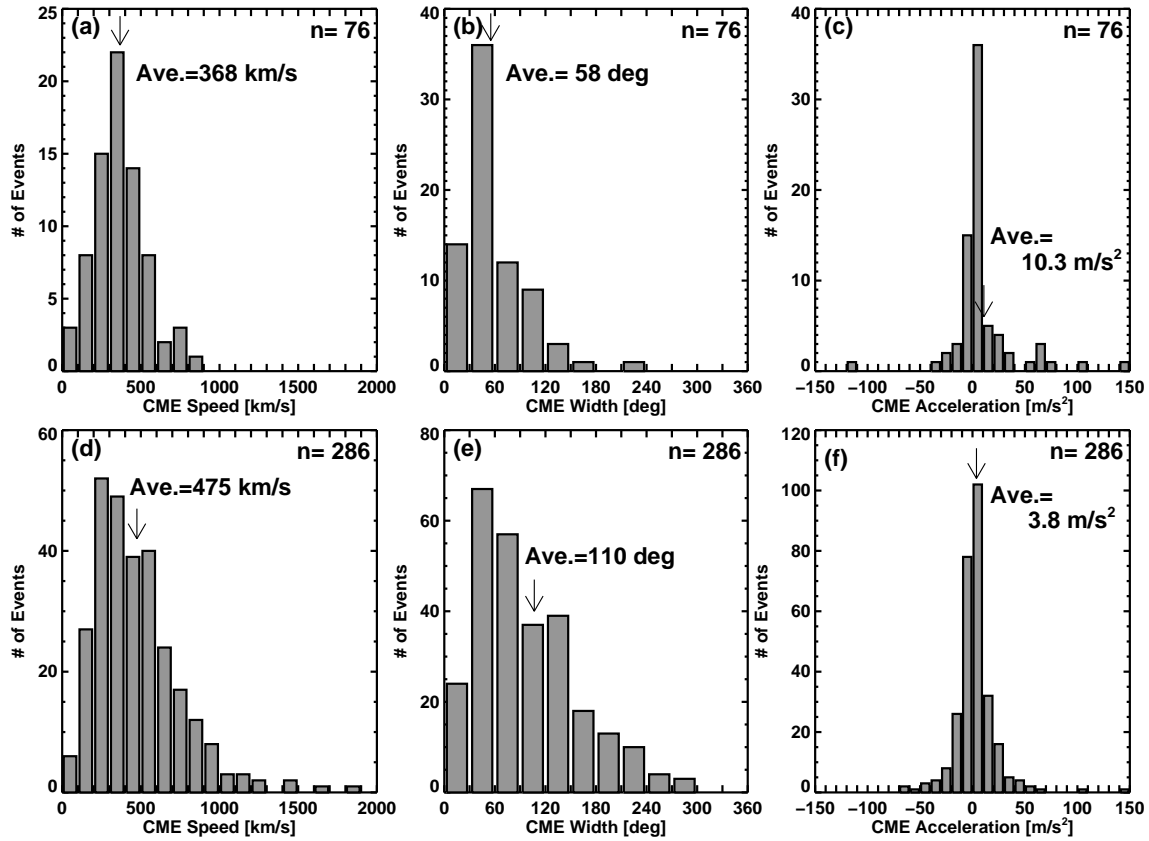 (a)
n= 76
Ave.=368 km/s
25
20
15
10
5
0
# of Events
0 500 1000 1500 2000
CME Speed [km/s]
(b)
n= 76
Ave.= 58 deg
40
30
20
10
0
# of Events
0 60 120 180 240 300 360
CME Width [deg]
(c)
n= 76
Ave.=
10.3 m/s²
40
30
20
10
0
# of Events
−150 −100 −50 0 50 100 150
CME Acceleration [m/s²]
(d)
n= 286
Ave.=475 km/s
60
40
20
0
# of Events
0 500 1000 1500 2000
CME Speed [km/s]
(e)
n= 286
Ave.=110 deg
80
60
40
20
0
# of Events
0 60 120 180 240 300 360
CME Width [deg]
(f)
n= 286
Ave.=
3.8 m/s²
120
100
80
60
40
20
0
# of Events
−150 −100 −50 0 50 100 150
CME Acceleration [m/s²]